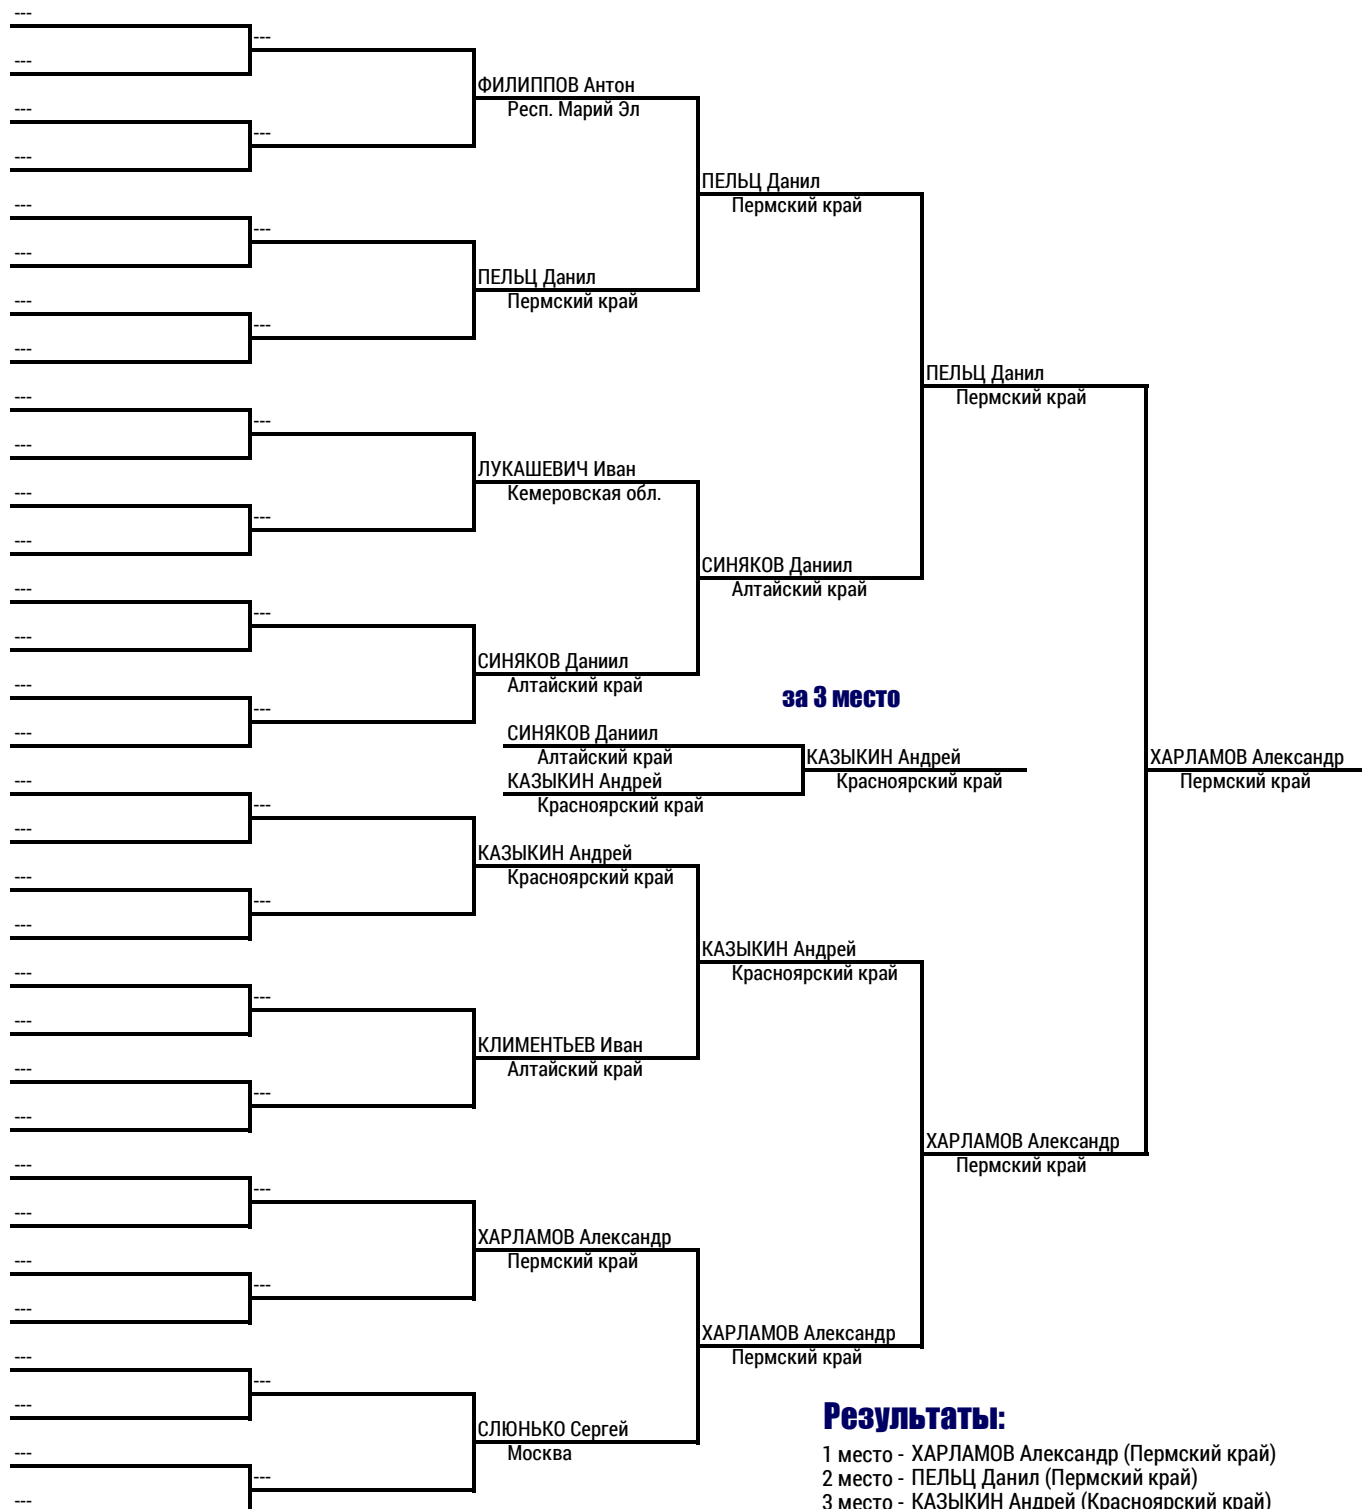 ---
---
---
---
---
---
ФИЛИППОВ Антон
Респ. Марий Эл
---
---
---
---
---
---
ПЕЛЬЦ Данил
Пермский край
ПЕЛЬЦ Данил
Пермский край
---
---
---
---
---
---
ЛУКАШЕВИЧ Иван
Кемеровская обл.
---
---
---
---
---
---
СИНЯКОВ Даниил
Алтайский край
СИНЯКОВ Даниил
Алтайский край
ПЕЛЬЦ Данил
Пермский край
за 3 место
СИНЯКОВ Даниил
Алтайский край
КАЗЫКИН Андрей
Красноярский край
КАЗЫКИН Андрей
Красноярский край
ХАРЛАМОВ Александр
Пермский край
---
---
---
---
---
---
КАЗЫКИН Андрей
Красноярский край
---
---
---
---
---
---
КЛИМЕНТЬЕВ Иван
Алтайский край
КАЗЫКИН Андрей
Красноярский край
---
---
---
---
---
---
ХАРЛАМОВ Александр
Пермский край
---
---
---
---
---
---
СЛЮНЬКО Сергей
Москва
ХАРЛАМОВ Александр
Пермский край
ХАРЛАМОВ Александр
Пермский край
Результаты:
1 место - ХАРЛАМОВ Александр (Пермский край)
2 место - ПЕЛЬЦ Данил (Пермский край)
3 место - КАЗЫКИН Андрей (Красноярский край)